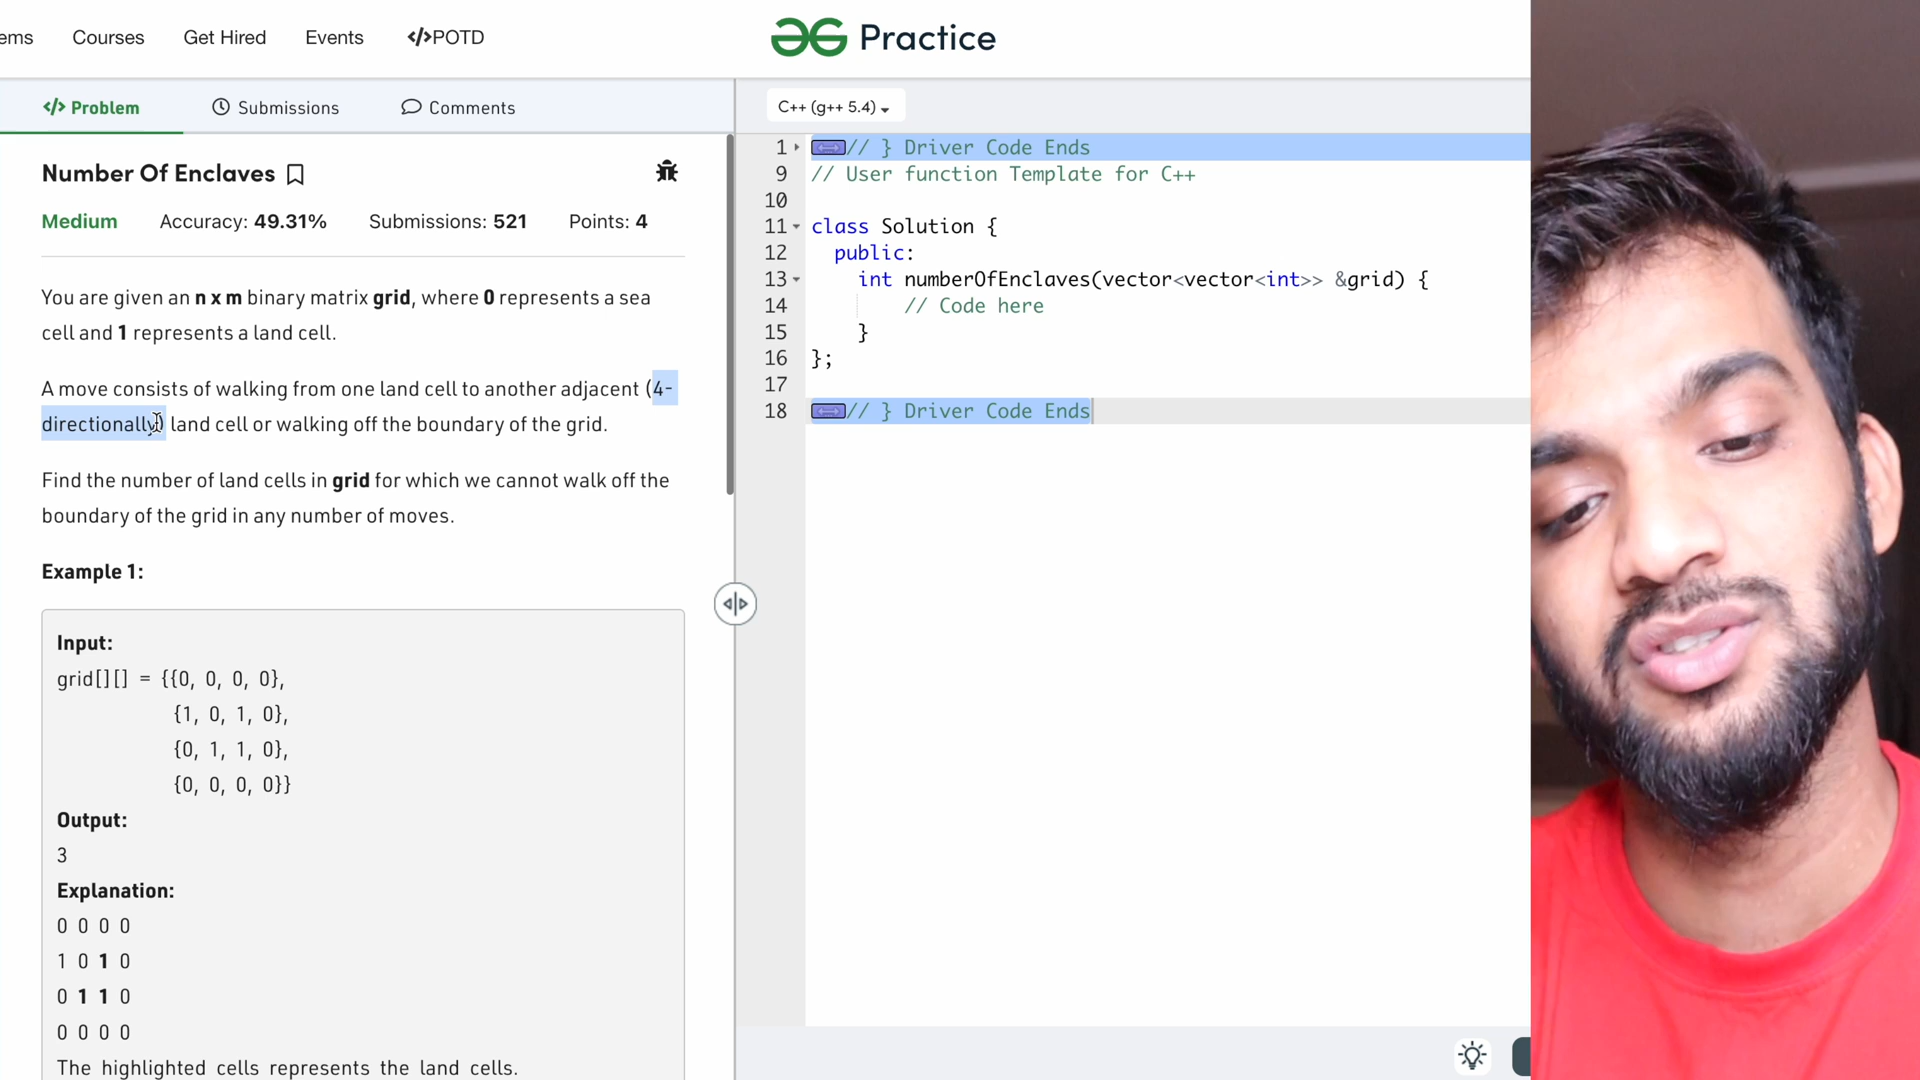 ems Courses Get Hired Events </>POTD
Practice
</> Problem Submissions Comments
C++ (g++ 5.4)
Number Of Enclaves
Medium Accuracy: 49.31% Submissions: 521 Points: 4
You are given an n x m binary matrix grid, where 0 represents a sea
cell and 1 represents a land cell.
A move consists of walking from one land cell to another adjacent (4-
directionally) land cell or walking off the boundary of the grid.
Find the number of land cells in grid for which we cannot walk off the
boundary of the grid in any number of moves.
Example 1:
Input:
grid[][] = {{0, 0, 0, 0},
{1, 0, 1, 0},
{0, 1, 1, 0},
{0, 0, 0, 0}}
Output:
3
Explanation:
0 0 0 0
1 0 1 0
0 1 1 0
0 0 0 0
The highlighted cells represents the land cells.
1 // } Driver Code Ends
9 // User function Template for C++
10
11 class Solution {
12 public:
13 int numberOfEnclaves(vector<vector<int>> &grid) {
14 // Code here
15 }
16 };
17
18 // } Driver Code Ends